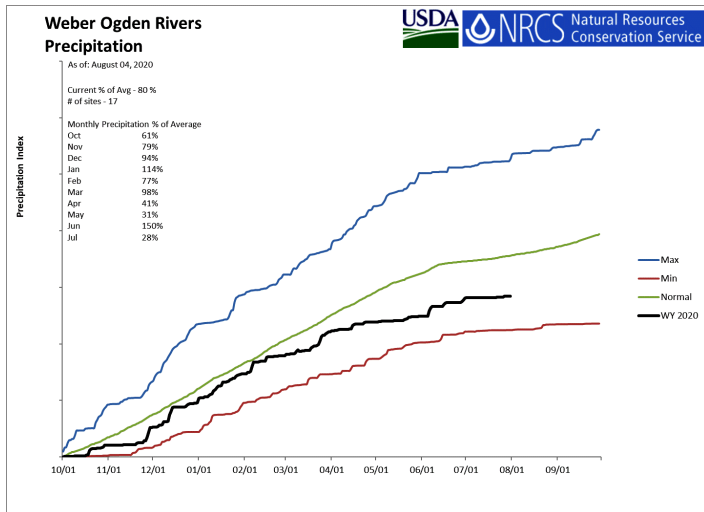 Weber Ogden Rivers
Precipitation
USDA
NRCS
Natural Resources
Conservation Service
As of: August 04, 2020
Current % of Avg - 80 %
# of sites - 17
Monthly Precipitation % of Average
Oct 61%
Nov 79%
Dec 94%
Jan 114%
Feb 77%
Mar 98%
Apr 41%
May 31%
Jun 150%
Jul 28%
Precipitation Index
Max
Min
Normal
WY 2020
10/01 11/01 12/01 01/01 02/01 03/01 04/01 05/01 06/01 07/01 08/01 09/01